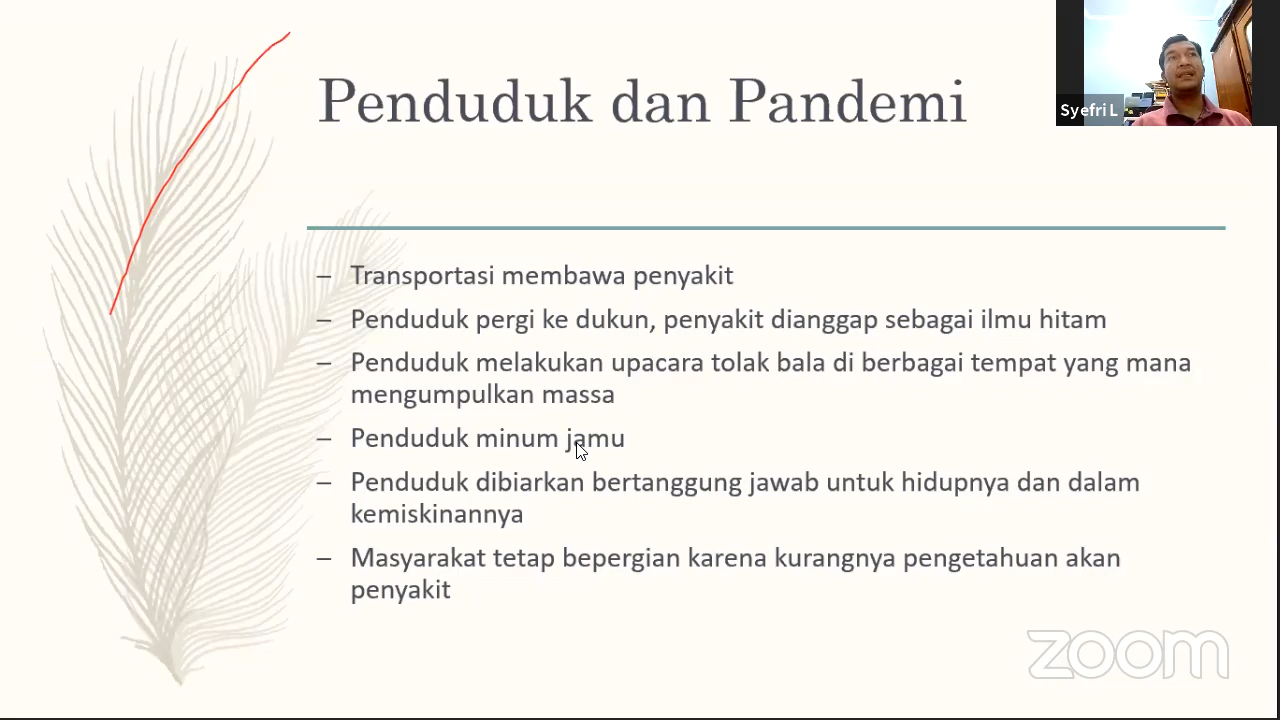 Penduduk dan Pandemi
Syefri L
– Transportasi membawa penyakit
– Penduduk pergi ke dukun, penyakit dianggap sebagai ilmu hitam
– Penduduk melakukan upacara tolak bala di berbagai tempat yang mana
mengumpulkan massa
– Penduduk minum jamu
– Penduduk dibiarkan bertanggung jawab untuk hidupnya dan dalam
kemiskinannya
– Masyarakat tetap bepergian karena kurangnya pengetahuan akan
penyakit
zoom